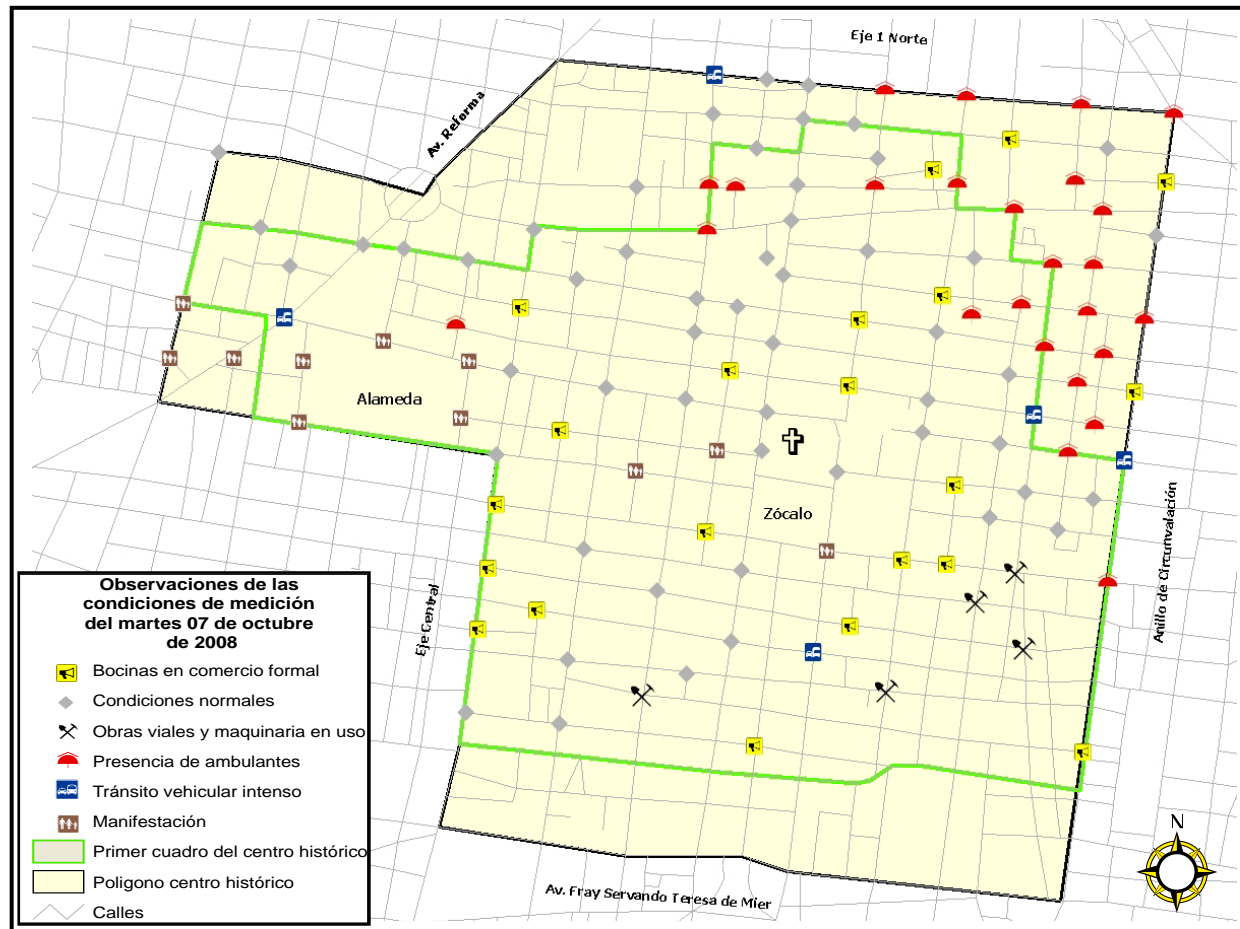 Eje 1 Norte
Av. Reforma
Alameda
Zócalo
Eje Central
Anillo de Circunvalación
Av. Fray Servando Teresa de Mier
N
Observaciones de las
condiciones de medición
del martes 07 de octubre
de 2008
Bocinas en comercio formal
Condiciones normales
Obras viales y maquinaria en uso
Presencia de ambulantes
Tránsito vehicular intenso
Manifestación
Primer cuadro del centro histórico
Poligono centro histórico
Calles